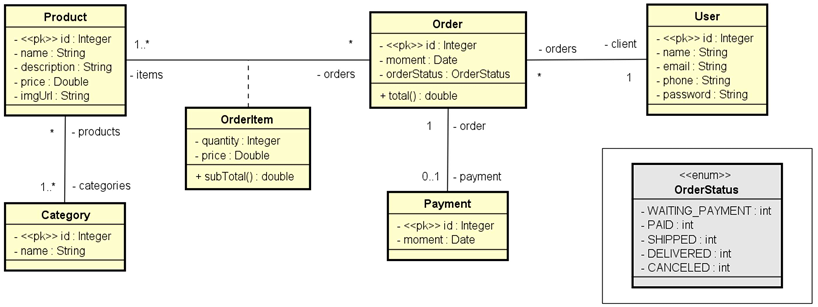 Product
- <<pk>> id : Integer
- name : String
- description : String
- price : Double
- imgUrl : String
1..*
- items
*
- orders
Order
- <<pk>> id : Integer
- moment : Date
- orderStatus : OrderStatus
+ total() : double
- orders
*
- client
1
User
- <<pk>> id : Integer
- name : String
- email : String
- phone : String
- password : String
OrderItem
- quantity : Integer
- price : Double
+ subTotal() : double
* - products
1..* - categories
Category
- <<pk>> id : Integer
- name : String
1 - order
0..1 - payment
Payment
- <<pk>> id : Integer
- moment : Date
<<enum>>
OrderStatus
- WAITING_PAYMENT : int
- PAID : int
- SHIPPED : int
- DELIVERED : int
- CANCELED : int